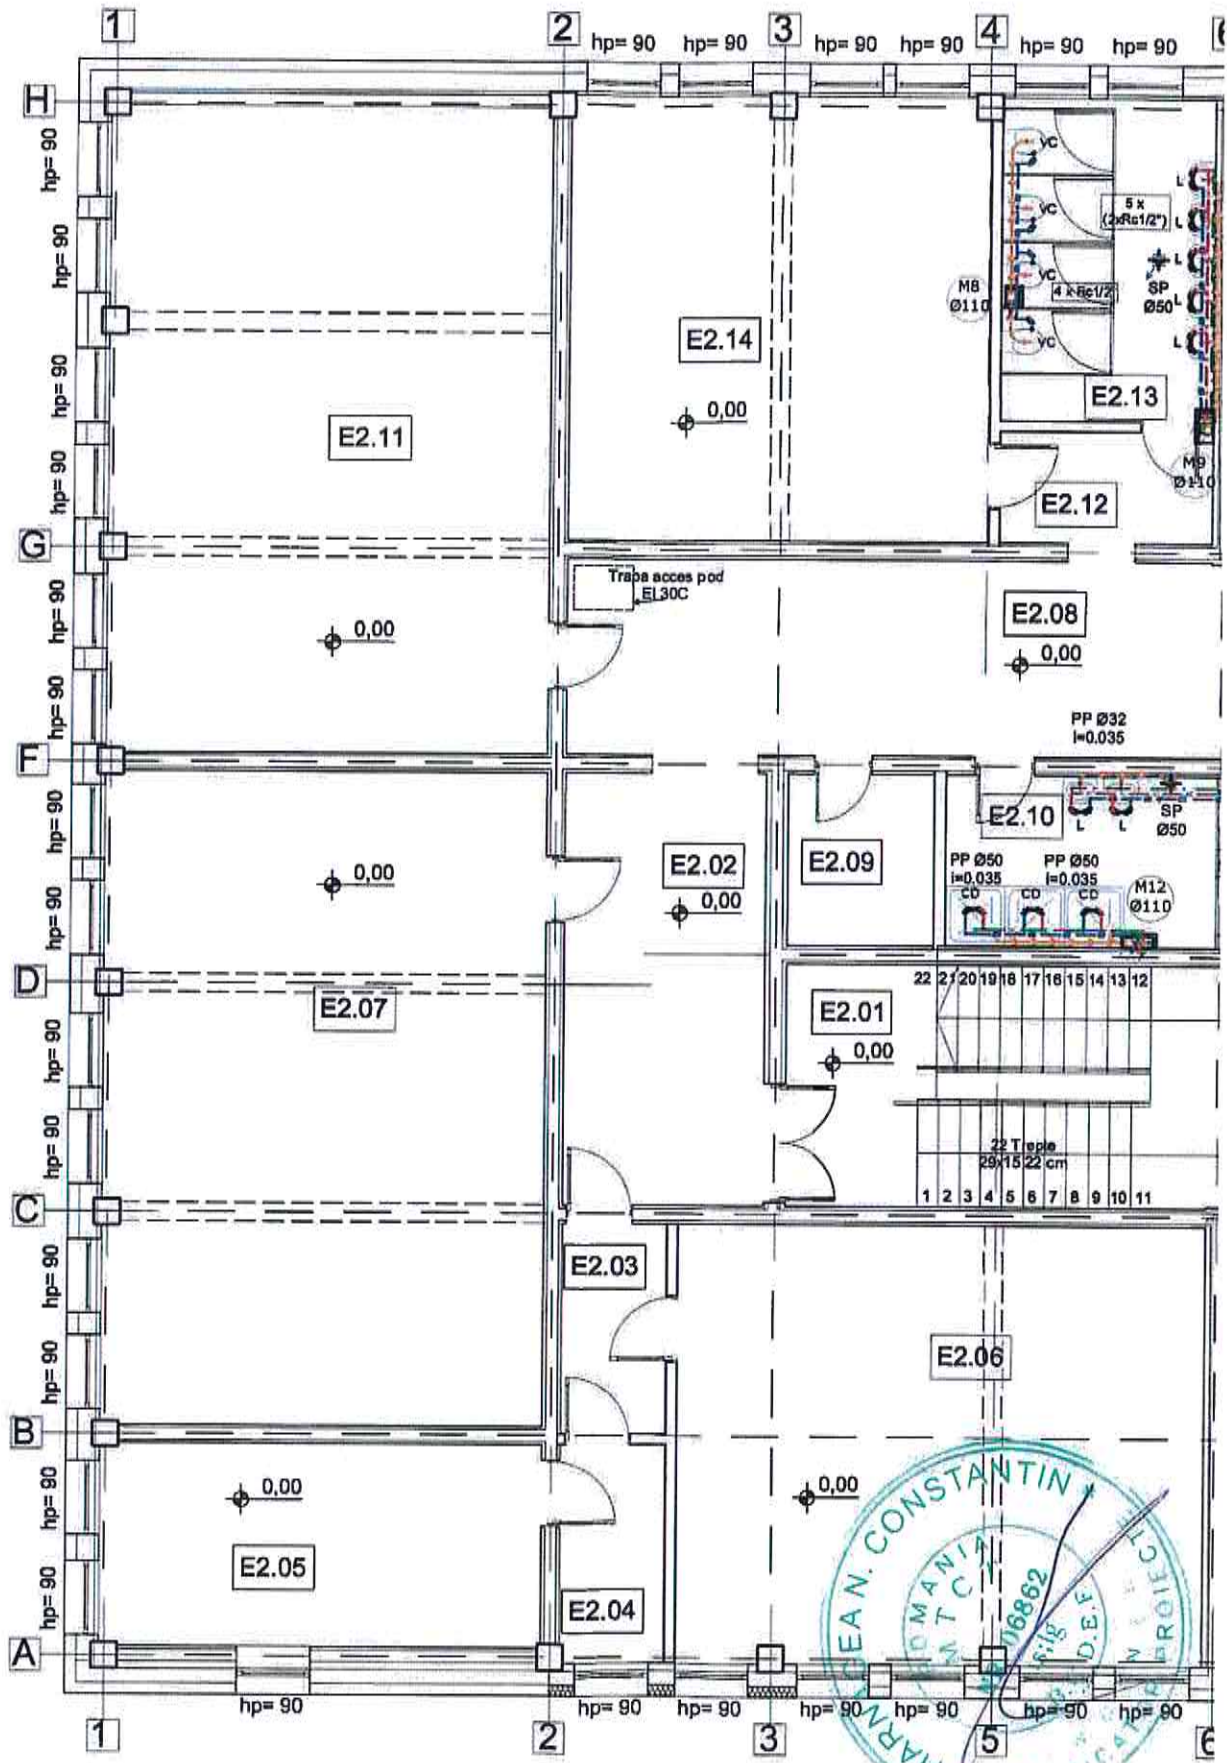 1
2
3
4
hp= 90
hp= 90
hp= 90
hp= 90
hp= 90
hp= 90
H
hp= 90
hp= 90
hp= 90
hp= 90
VC
VC
VC
VC
L
L
L
L
L
5 x
(2xRc1/2")
SP
Ø50
M8
Ø110
E2.14
E2.13
0,00
E2.11
M9
Ø110
E2.12
G
Trapa acces pod
EI30C
hp= 90
hp= 90
E2.08
0,00
0,00
PP Ø32
i=0.035
F
hp= 90
hp= 90
E2.10
L
L
SP
Ø50
E2.02
E2.09
0,00
0,00
PP Ø50
i=0.035
PP Ø50
i=0.035
CD
CD
CD
M12
Ø110
D
22 21 20 19 18 17 16 15 14 13 12
E2.07
E2.01
0,00
hp= 90
hp= 90
22 Trepte
29x15,22 cm
1 2 3 4 5 6 7 8 9 10 11
C
E2.03
hp= 90
hp= 90
E2.06
B
0,00
0,00
hp= 90
hp= 90
E2.05
E2.04
CONSTANTIN
ROMANIA
MTCT
06862
A
hp= 90
hp= 90
hp= 90
hp= 90
hp= 90
hp= 90
hp= 90
1
2
3
5
6